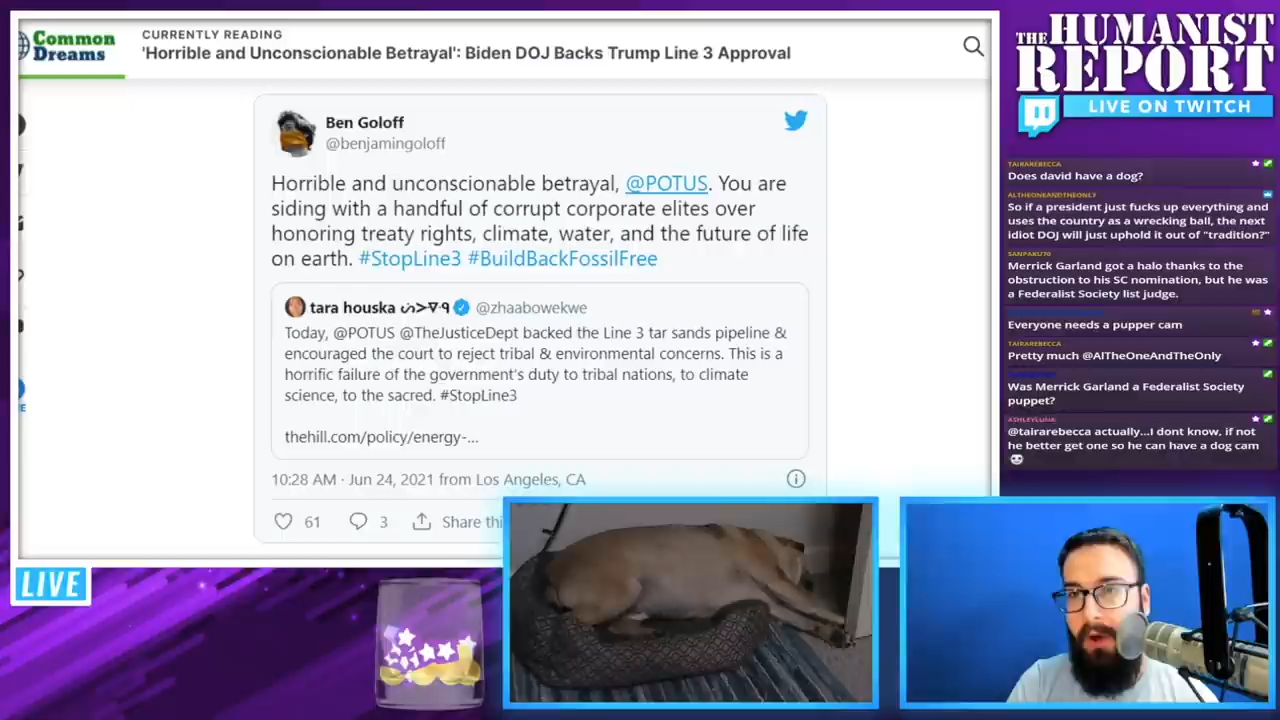 Common
Dreams
CURRENTLY READING
'Horrible and Unconscionable Betrayal': Biden DOJ Backs Trump Line 3 Approval
Ben Goloff
@benjamingoloff
Horrible and unconscionable betrayal, @POTUS. You are
siding with a handful of corrupt corporate elites over
honoring treaty rights, climate, water, and the future of life
on earth. #StopLine3 #BuildBackFossilFree
tara houska ᔖᐳᐌᑫ @zhaabowekwe
Today, @POTUS @TheJusticeDept backed the Line 3 tar sands pipeline &
encouraged the court to reject tribal & environmental concerns. This is a
horrific failure of the government's duty to tribal nations, to climate
science, to the sacred. #StopLine3
thehill.com/policy/energy-...
10:28 AM · Jun 24, 2021 from Los Angeles, CA
61
3
Share thi
LIVE
THE HUMANIST
REPORT
LIVE ON TWITCH
TAIRAREBECCA
Does david have a dog?
ALTHEONEANDTHEONLY
So if a president just fucks up everything and
uses the country as a wrecking ball, the next
idiot DOJ will just uphold it out of "tradition?"
SANPAKU70
Merrick Garland got a halo thanks to the
obstruction to his SC nomination, but he was
a Federalist Society list judge.
Everyone needs a pupper cam
TAIRAREBECCA
Pretty much @AlTheOneAndTheOnly
Was Merrick Garland a Federalist Society
puppet?
ASHLEYLUNA
@tairarebecca actually...I dont know, if not
he better get one so he can have a dog cam